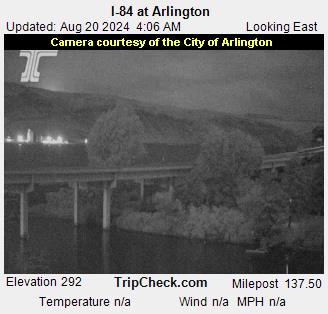 I-84 at Arlington
Updated: Aug 20 2024 4:06 AM Looking East
Camera courtesy of the City of Arlington
Elevation 292 TripCheck.com Milepost 137.50
Temperature n/a Wind n/a MPH n/a